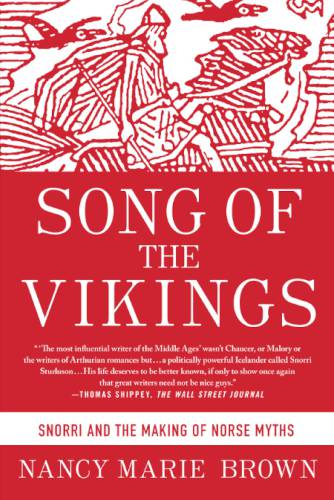 SONG OF
THE
VIKINGS
“‘The most influential writer of the Middle Ages’ wasn’t Chaucer, or Malory or
the writers of Arthurian romances but...a politically powerful Icelander called Snorri
Sturluson....His life deserves to be better known, if only to show once again
that great writers need not be nice guys.”
—THOMAS SHIPPEY, THE WALL STREET JOURNAL
SNORRI AND THE MAKING OF NORSE MYTHS
NANCY MARIE BROWN